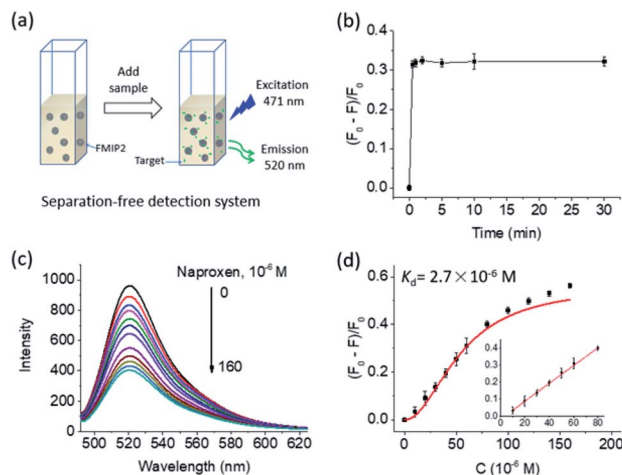 (a)
Add
sample
Excitation
471 nm
FMIP2
Emission
520 nm
Target
Separation-free detection system
(b)
(F0 - F)/F0
0.4
0.3
0.2
0.1
0.0
0 5 10 15 20 25 30
Time (min)
(c)
Intensity
1000
800
600
400
200
0
Naproxen, 10-6 M
0
160
500 520 540 560 580 600 620
Wavelength (nm)
(d)
(F0 - F)/F0
0.6
0.4
0.2
0.0
Kd= 2.7×10-6 M
0.4
0.3
0.2
0.1
0.0
0 20 40 60 80
0 50 100 150 200
C (10-6 M)